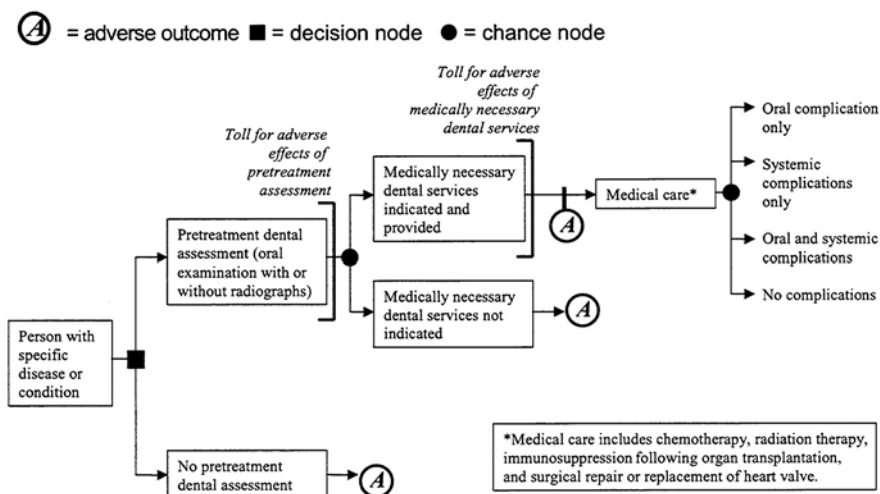 A = adverse outcome ■ = decision node ● = chance node
Toll for adverse
effects of
medically necessary
dental services
Toll for adverse
effects of
pretreatment
assessment
Oral complication
only
Systemic
complications
only
Oral and systemic
complications
No complications
Medically necessary
dental services
indicated and
provided
A
Medical care*
Pretreatment dental
assessment (oral
examination with or
without radiographs)
Medically necessary
dental services not
indicated
A
Person with
specific
disease or
condition
No pretreatment
dental assessment
A
*Medical care includes chemotherapy, radiation therapy,
immunosuppression following organ transplantation,
and surgical repair or replacement of heart valve.